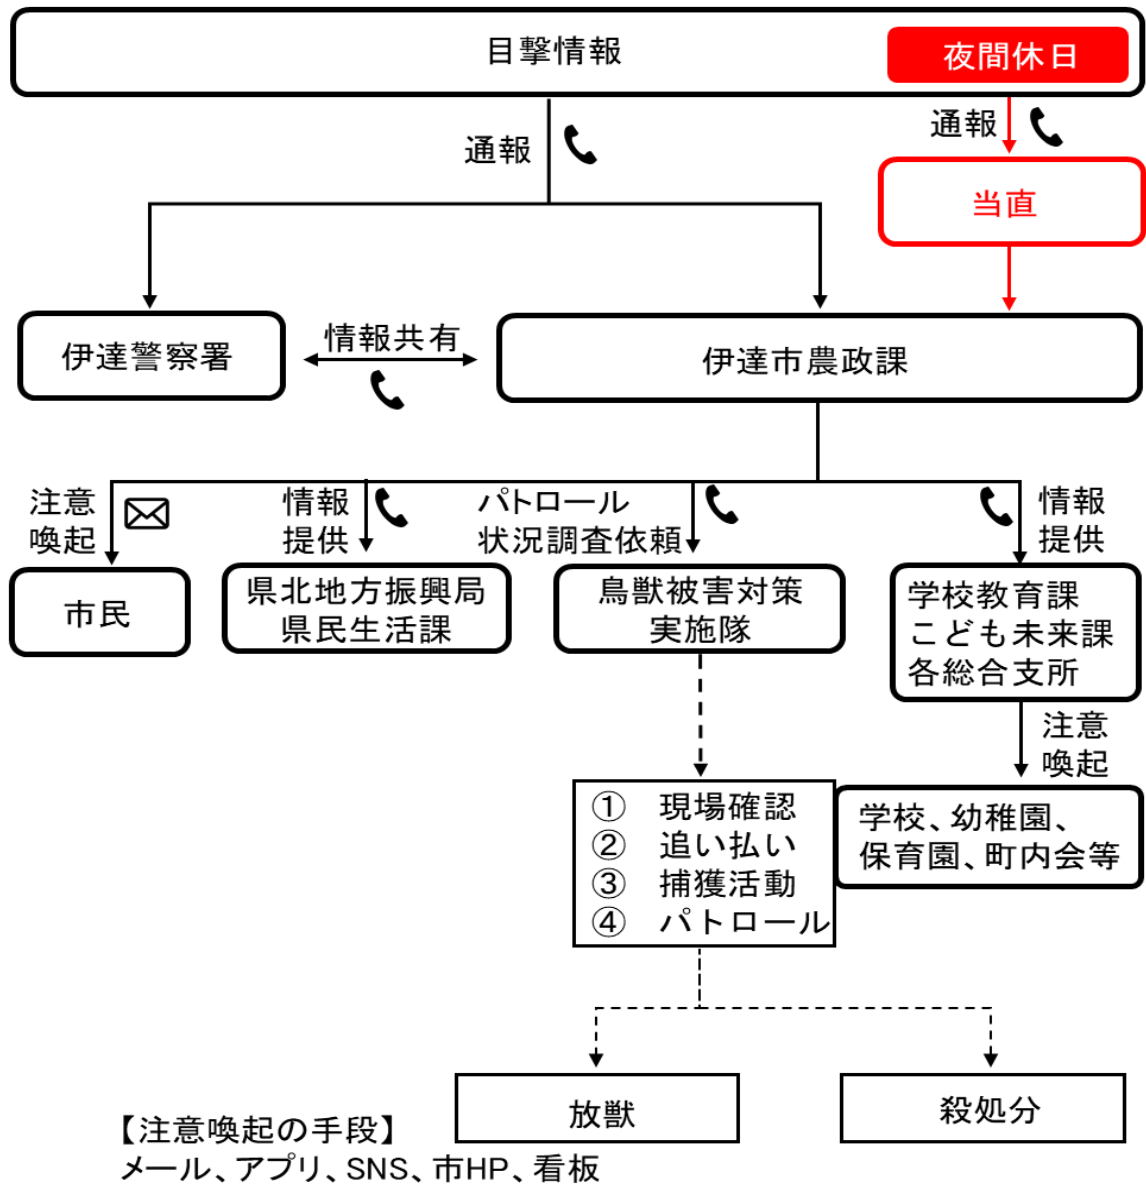 目撃情報
夜間休日
通報
通報
当直
伊達警察署
情報共有
伊達市農政課
注意
喚起
情報
提供
パトロール
状況調査依頼
情報
提供
市民
県北地方振興局
県民生活課
鳥獣被害対策
実施隊
学校教育課
こども未来課
各総合支所
注意
喚起
① 現場確認
② 追い払い
③ 捕獲活動
④ パトロール
学校、幼稚園、
保育園、町内会等
放獣
殺処分
【注意喚起の手段】
メール、アプリ、SNS、市HP、看板